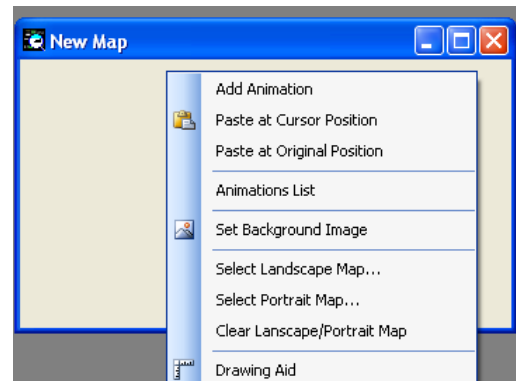 New Map
Add Animation
Paste at Cursor Position
Paste at Original Position
Animations List
Set Background Image
Select Landscape Map...
Select Portrait Map...
Clear Lanscape/Portrait Map
Drawing Aid